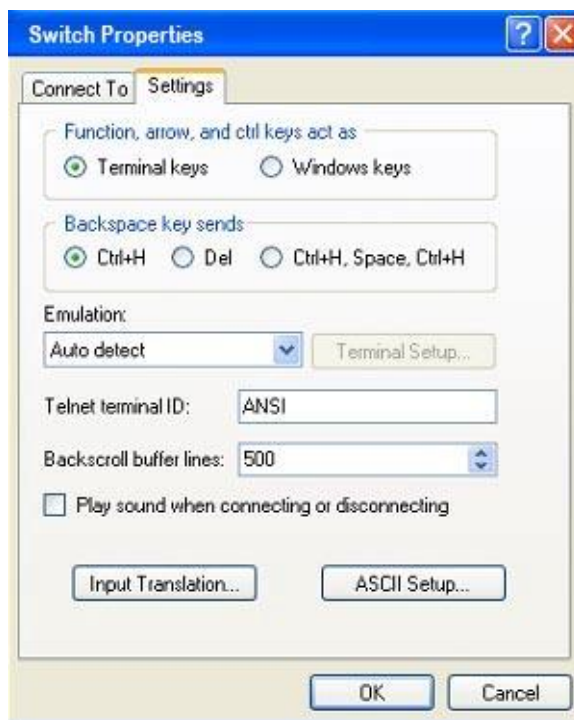 Switch Properties
Connect To Settings
Function, arrow, and ctrl keys act as
Terminal keys Windows keys
Backspace key sends
Ctrl+H Del Ctrl+H, Space, Ctrl+H
Emulation:
Auto detect Terminal Setup...
Telnet terminal ID: ANSI
Backscroll buffer lines: 500
Play sound when connecting or disconnecting
Input Translation... ASCII Setup...
OK Cancel